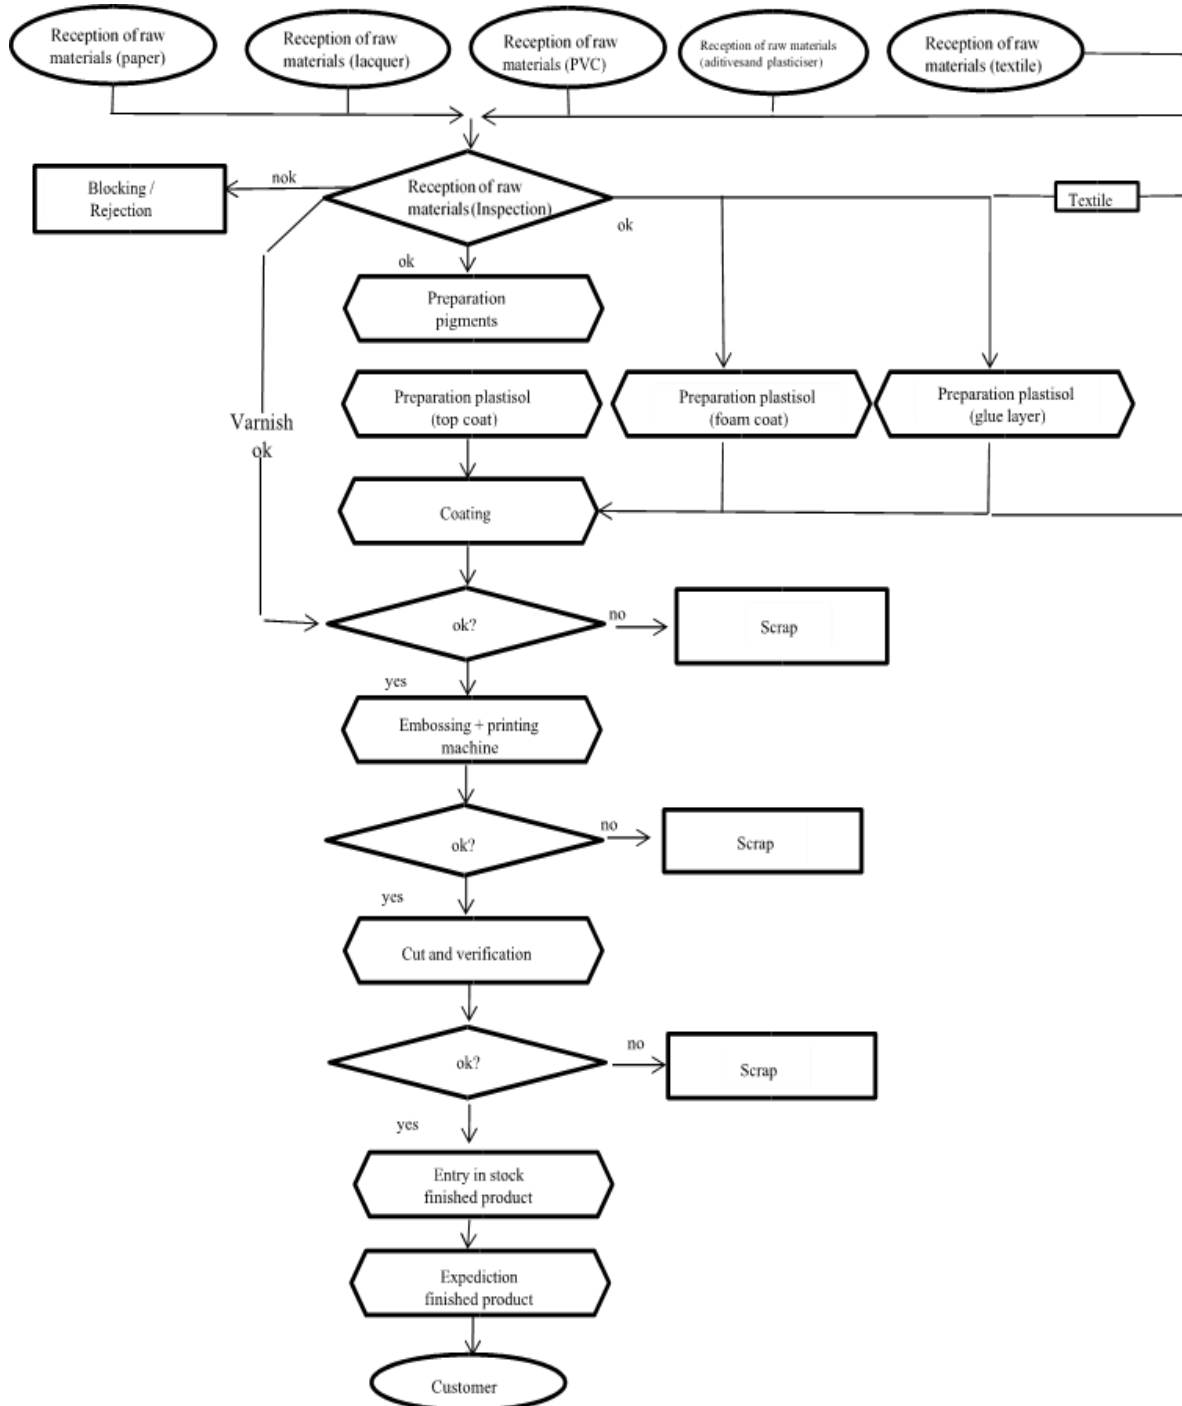 Reception of raw
materials (paper)
Reception of raw
materials (lacquer)
Reception of raw
materials (PVC)
Reception of raw materials
(aditivesand plasticiser)
Reception of raw
materials (textile)
Blocking /
Rejection
nok
Reception of raw
materials (Inspection)
ok
Textile
ok
Preparation
pigments
Preparation plastisol
(top coat)
Preparation plastisol
(foam coat)
Preparation plastisol
(glue layer)
Varnish
ok
Coating
ok?
no
Scrap
yes
Embossing + printing
machine
ok?
no
Scrap
yes
Cut and verification
ok?
no
Scrap
yes
Entry in stock
finished product
Expediction
finished product
Customer